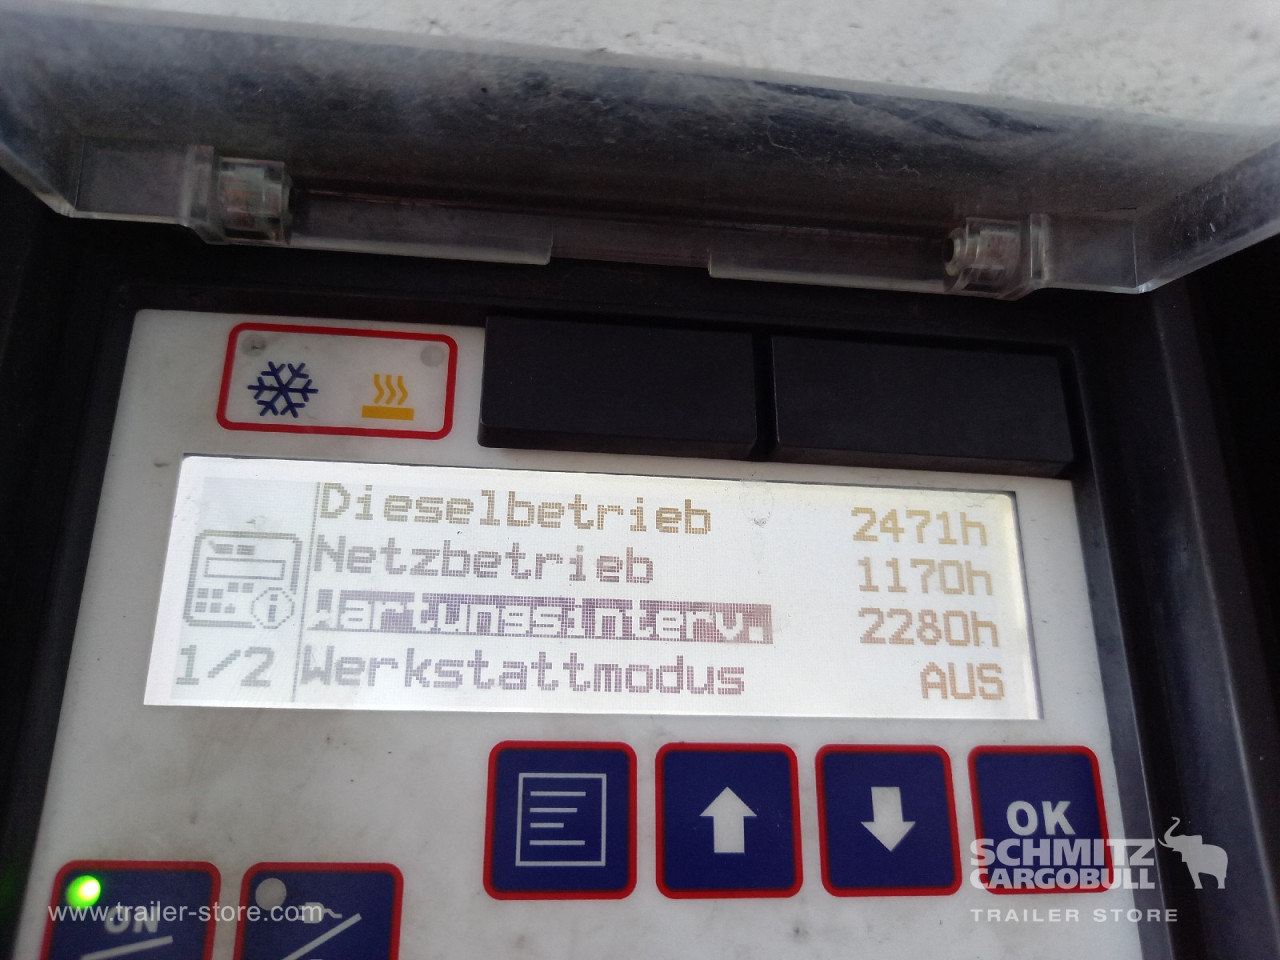 Dieselbetrieb 2471h
Netzbetrieb 1170h
Wartungsinterv. 2280h
1/2 Werkstattmodus AUS
OK
ON
SCHMITZ
CARGOBULL
TRAILER STORE
www.trailer-store.com